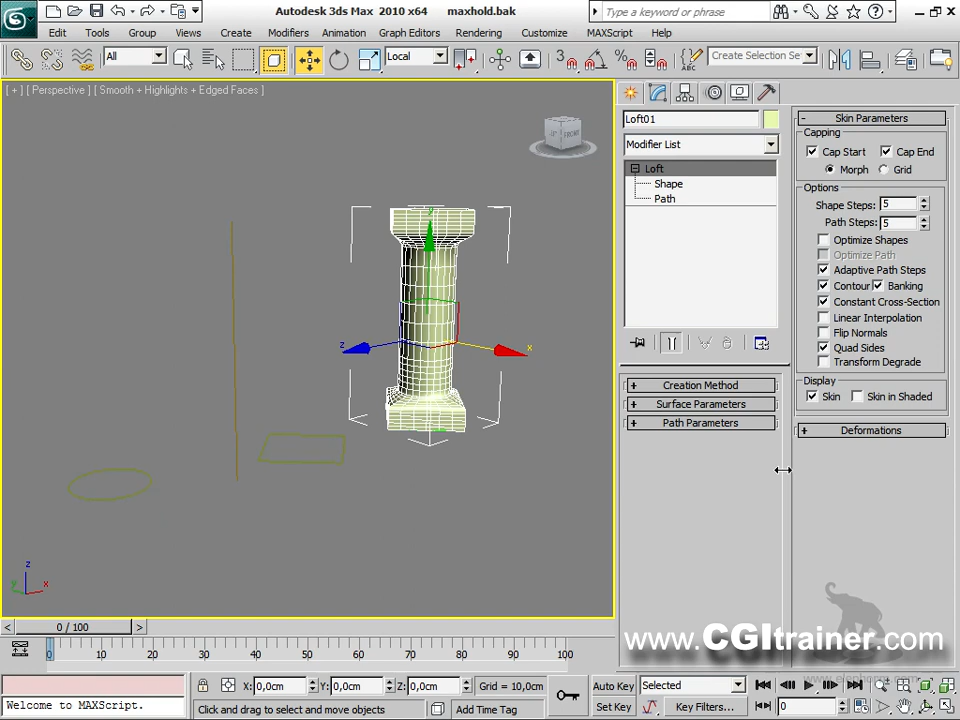 Autodesk 3ds Max  2010 x64    maxhold.bak
Type a keyword or phrase
Edit Tools Group Views Create Modifiers Animation Graph Editors Rendering Customize MAXScript Help
All
Local
3
Create Selection Se
[ + ] [ Perspective ] [ Smooth + Highlights + Edged Faces ]
FRONT
y
z
x
z
y
x
Loft01
Modifier List
Loft
Shape
Path
+ Creation Method
+ Surface Parameters
+ Path Parameters
- Skin Parameters
Capping
Cap Start Cap End
Morph Grid
Options
Shape Steps: 5
Path Steps: 5
Optimize Shapes
Optimize Path
Adaptive Path Steps
Contour Banking
Constant Cross-Section
Linear Interpolation
Flip Normals
Quad Sides
Transform Degrade
Display
Skin Skin in Shaded
+ Deformations
www.CGItrainer.com
< 0 / 100 >
0 10 20 30 40 50 60 70 80 90 100
X: 0,0cm Y: 0,0cm Z: 0,0cm Grid = 10,0cm
Auto Key Selected
Welcome to MAXScript.
Click and drag to select and move objects
Add Time Tag
Set Key Key Filters...
0